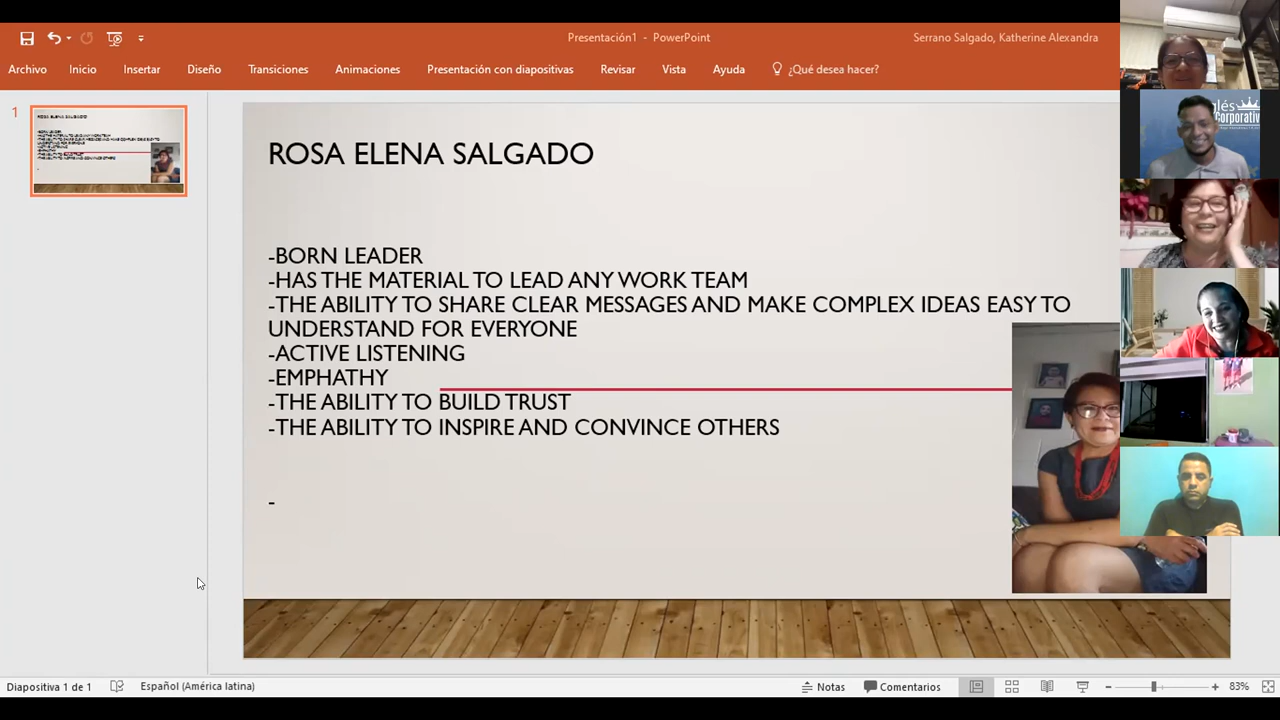 Presentación1 - PowerPoint
Serrano Salgado, Katherine Alexandra
Archivo Inicio Insertar Diseño Transiciones Animaciones Presentación con diapositivas Revisar Vista Ayuda ¿Qué desea hacer?
1
ROSA ELENA SALGADO
-BORN LEADER
-HAS THE MATERIAL TO LEAD ANY WORK TEAM
-THE ABILITY TO SHARE CLEAR MESSAGES AND MAKE COMPLEX IDEAS EASY TO
UNDERSTAND FOR EVERYONE
-ACTIVE LISTENING
-EMPHATHY
-THE ABILITY TO BUILD TRUST
-THE ABILITY TO INSPIRE AND CONVINCE OTHERS
-
glés
Corporativ
Diapositiva 1 de 1 Español (América latina) Notas Comentarios 83%